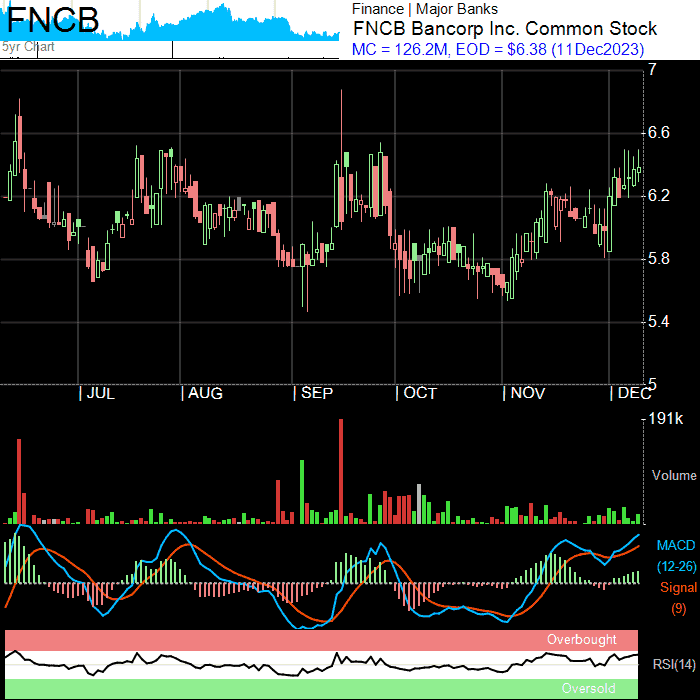 FNCB
5yr Chart
Finance | Major Banks
FNCB Bancorp Inc. Common Stock
MC = 126.2M, EOD = $6.38 (11Dec2023)
7
6.6
6.2
5.8
5.4
5
| JUL | AUG | SEP | OCT | NOV | DEC
191k
Volume
MACD
(12-26)
Signal
(9)
Overbought
RSI(14)
Oversold